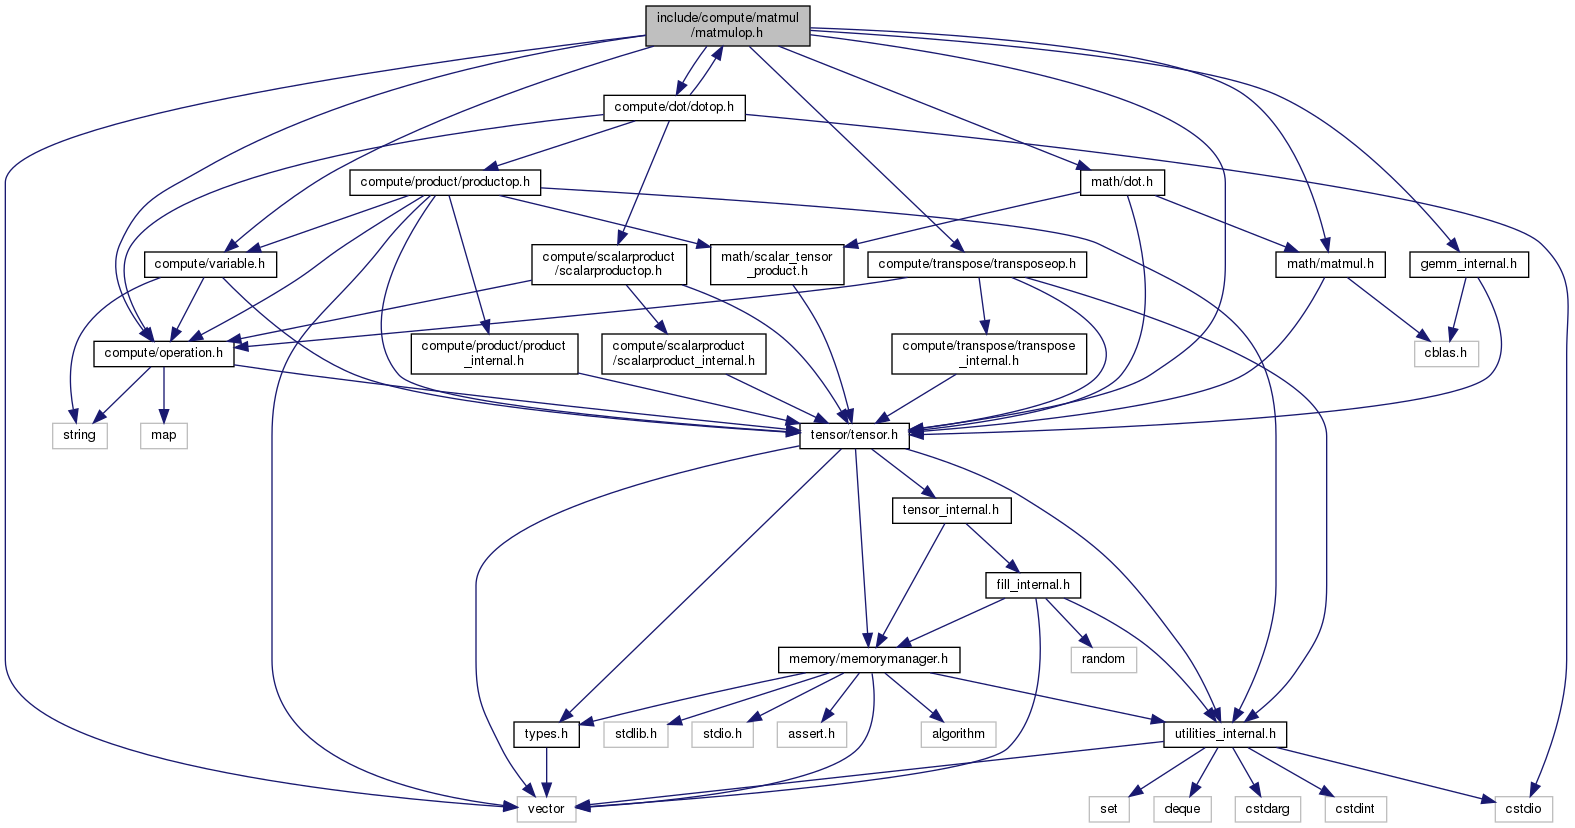 include/compute/matmul
/matmulop.h
compute/dot/dotop.h
compute/product/productop.h
math/dot.h
compute/variable.h
compute/scalarproduct
/scalarproductop.h
math/scalar_tensor
_product.h
compute/transpose/transposeop.h
math/matmul.h
gemm_internal.h
compute/operation.h
compute/product/product
_internal.h
compute/scalarproduct
/scalarproduct_internal.h
compute/transpose/transpose
_internal.h
cblas.h
string
map
tensor/tensor.h
tensor_internal.h
fill_internal.h
memory/memorymanager.h
random
types.h
stdlib.h
stdio.h
assert.h
algorithm
utilities_internal.h
vector
set
deque
cstdarg
cstdint
cstdio